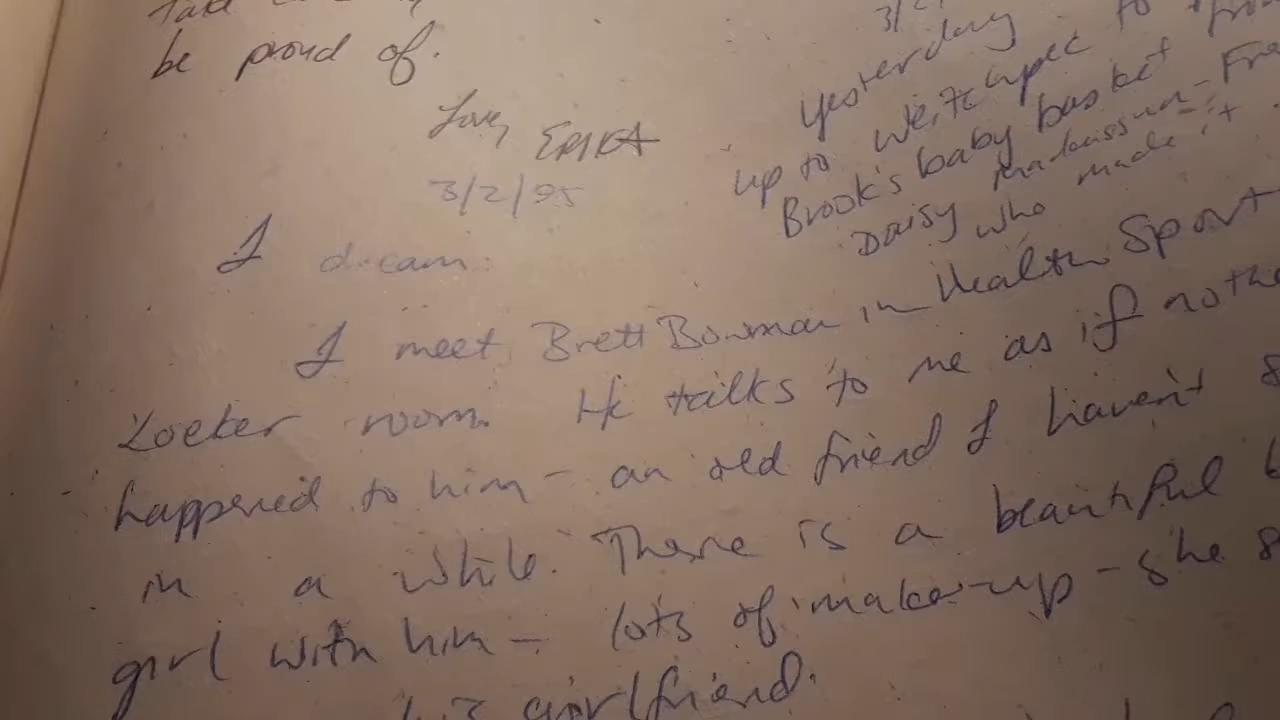 be proud of.
Love, ERIKA
3/2/95
I dream.
I meet Brett Bowman in Health Sport
Locker room. He talks to me as if
happened to him - an old friend I haven't
in a while. There is a beautiful
girl with him - lots of make-up - she
girlfriend.
Yesterday to
up to Weitchpec
Brook's baby basket
Daisy
who made it